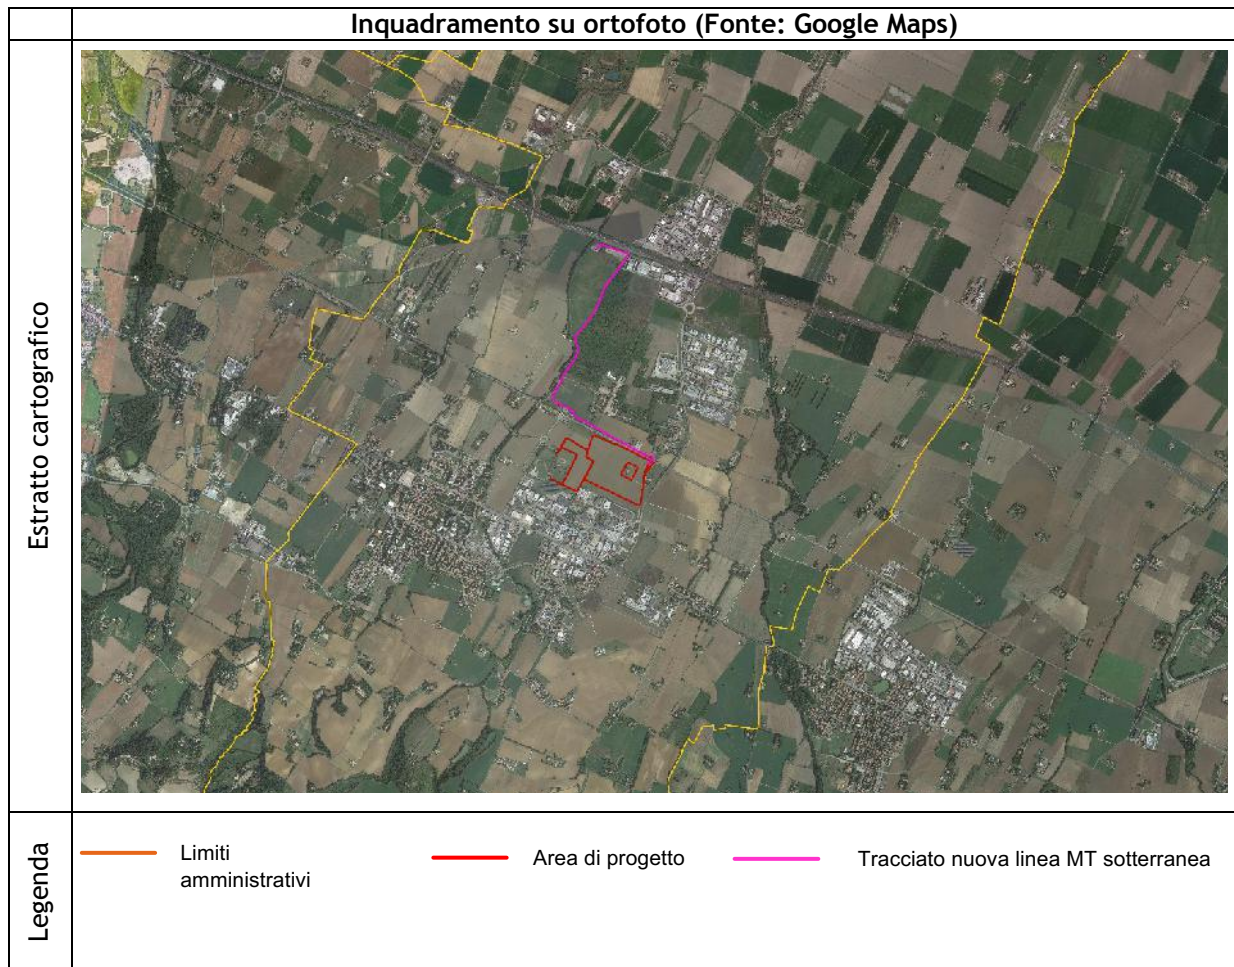 Inquadramento su ortofoto (Fonte: Google Maps)
Estratto cartografico
Legenda
Limiti
amministrativi
Area di progetto
Tracciato nuova linea MT sotterranea